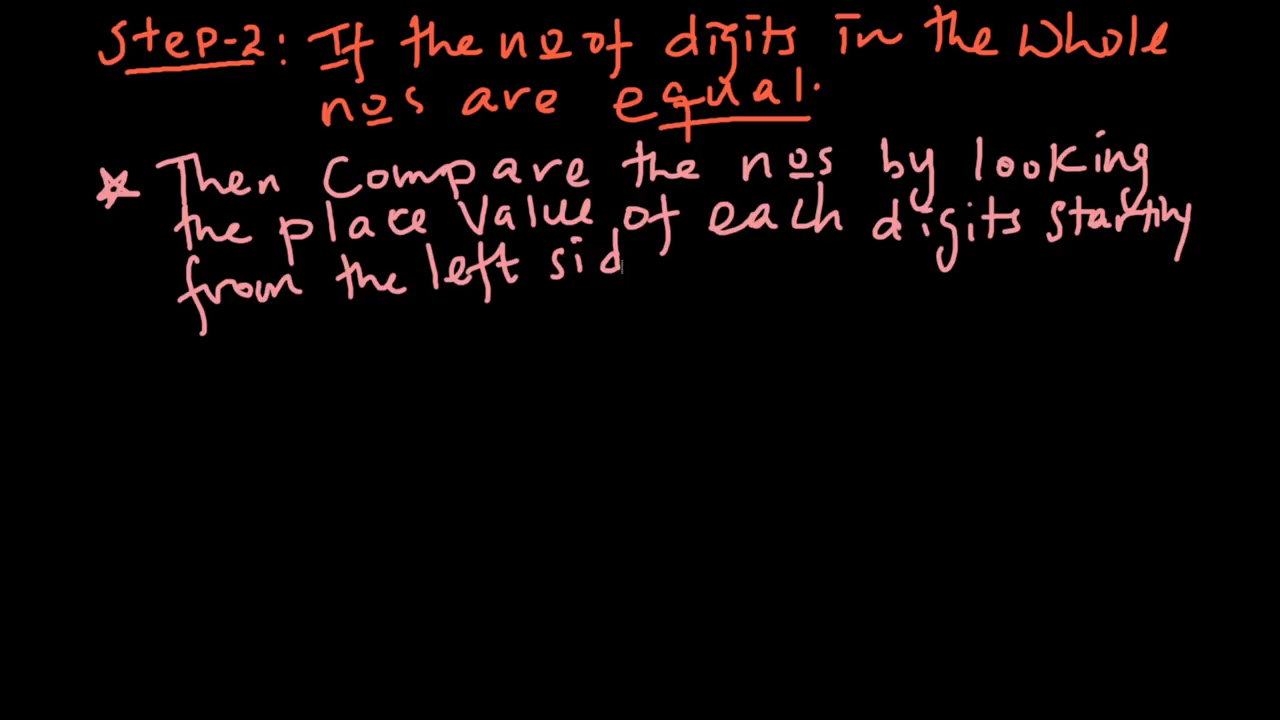 Step-2: If the no of digits in the whole
nos are equal.
* Then Compare the nos by looking
the place Value of each digits starting
from the left sid